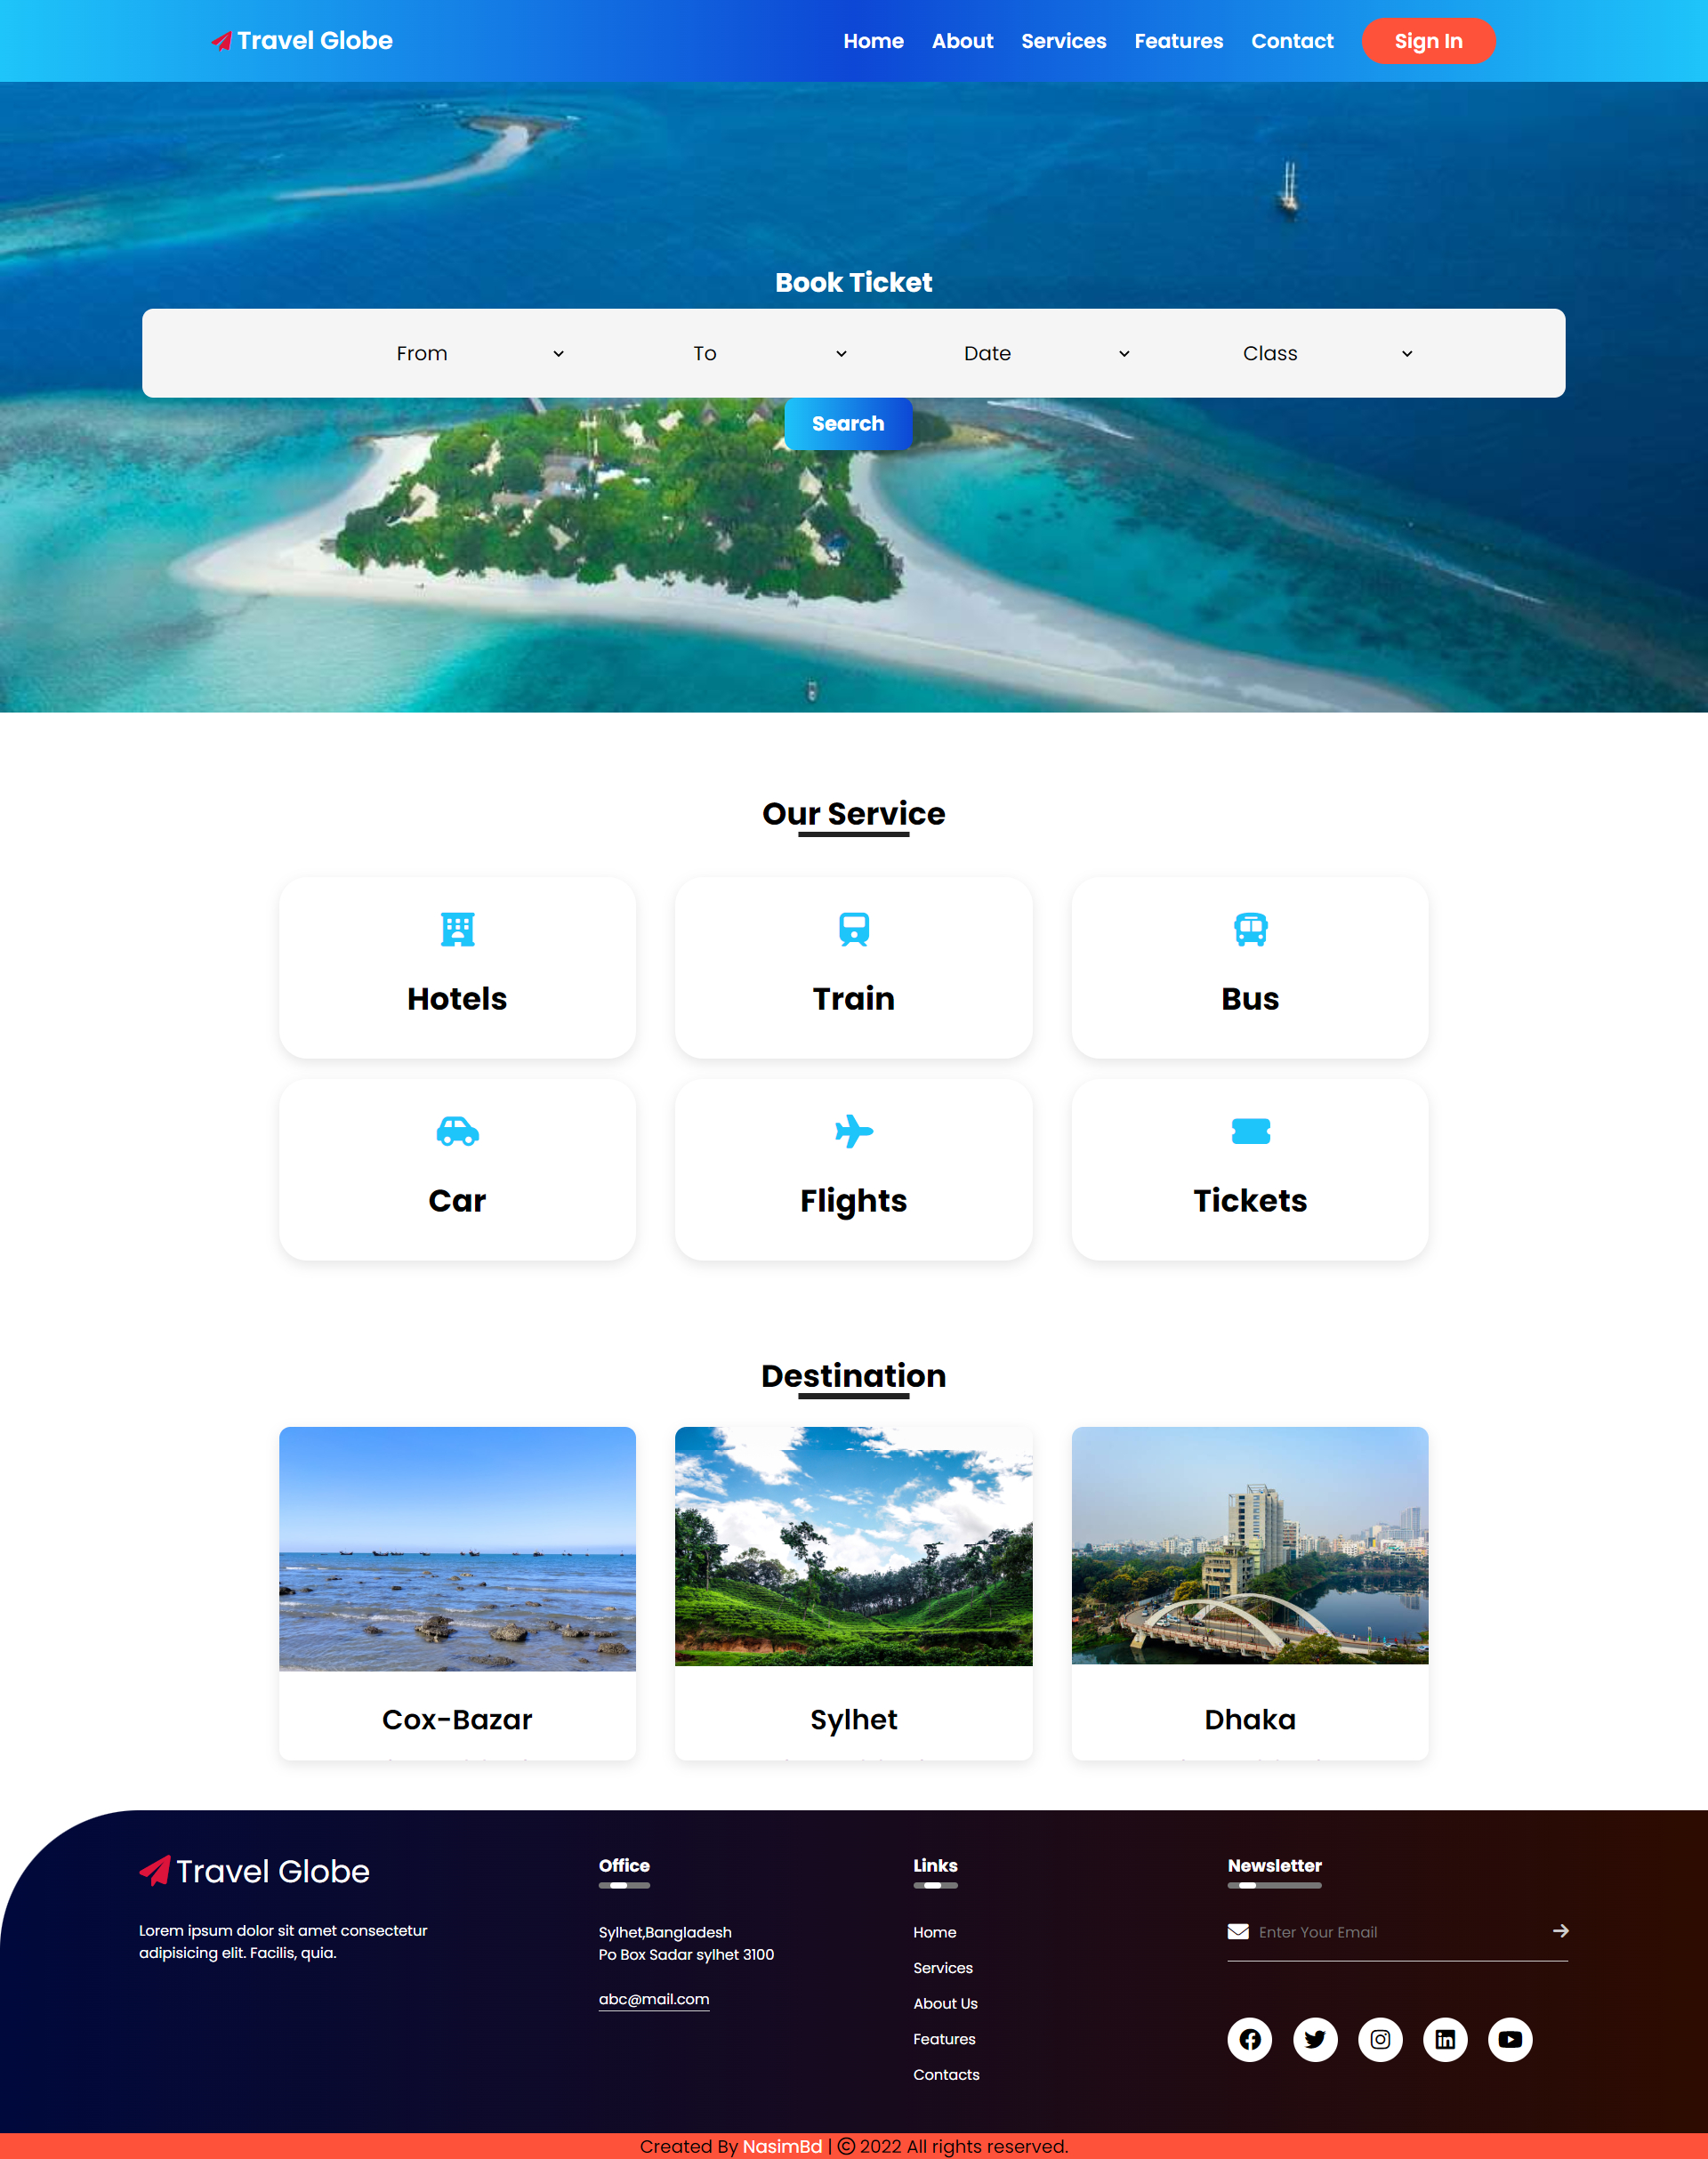 Travel Globe
Home About Services Features Contact Sign In
Book Ticket
From To Date Class
Search
Our Service
Hotels Train Bus
Car Flights Tickets
Destination
Cox-Bazar Sylhet Dhaka
Travel Globe
Lorem ipsum dolor sit amet consectetur
adipisicing elit. Facilis, quia.
Office
Sylhet,Bangladesh
Po Box Sadar sylhet 3100
abc@mail.com
Links
Home
Services
About Us
Features
Contacts
Newsletter
Enter Your Email
Created By NasimBd | © 2022 All rights reserved.